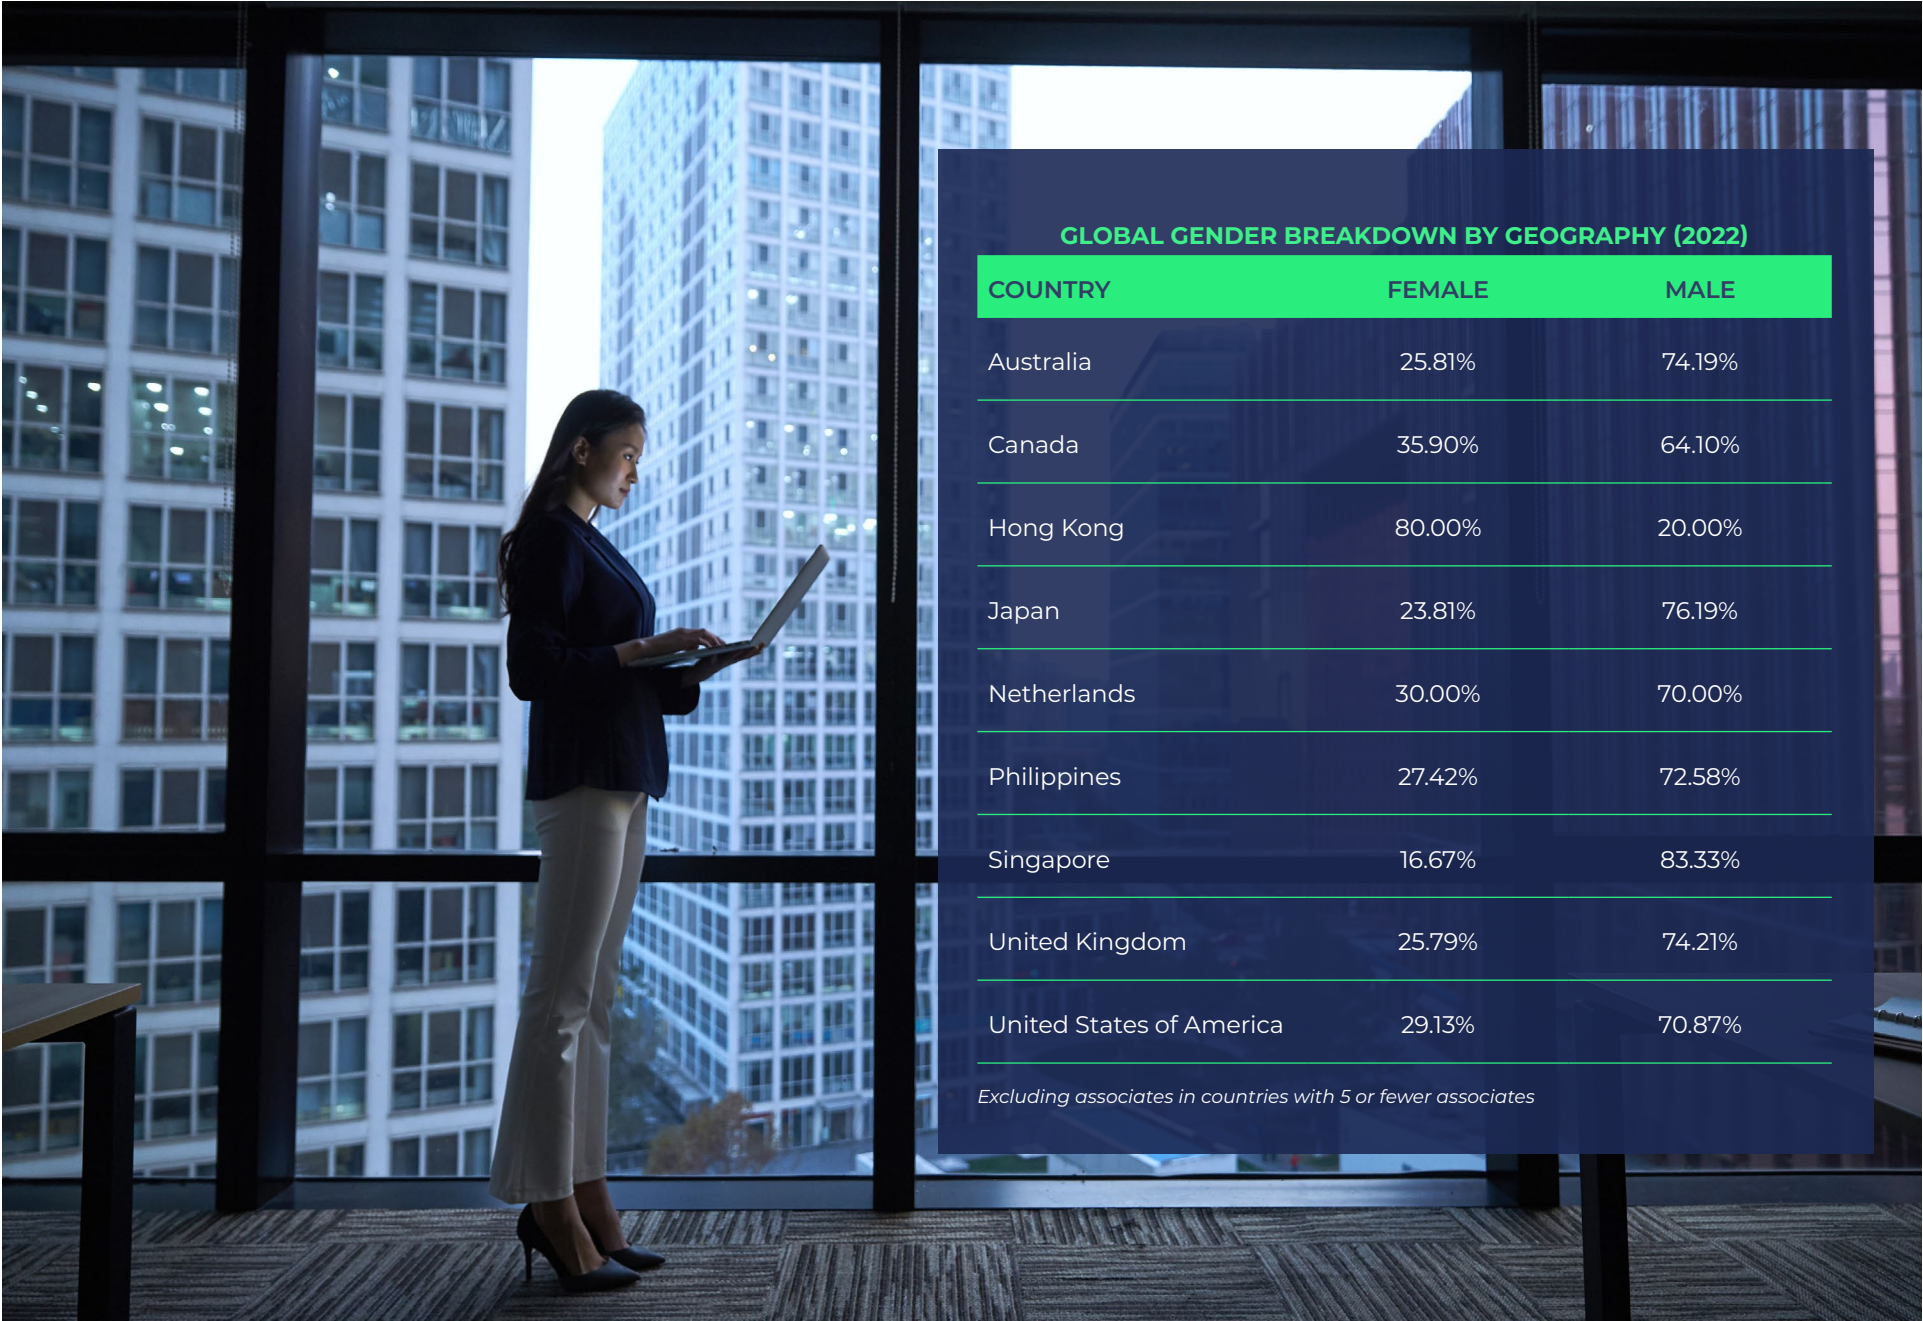 GLOBAL GENDER BREAKDOWN BY GEOGRAPHY (2022)
COUNTRY FEMALE MALE
Australia 25.81% 74.19%
Canada 35.90% 64.10%
Hong Kong 80.00% 20.00%
Japan 23.81% 76.19%
Netherlands 30.00% 70.00%
Philippines 27.42% 72.58%
Singapore 16.67% 83.33%
United Kingdom 25.79% 74.21%
United States of America 29.13% 70.87%
Excluding associates in countries with 5 or fewer associates